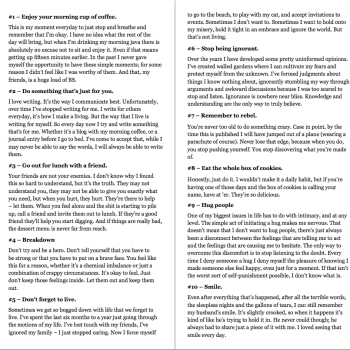 #1 – Enjoy your morning cup of coffee.
This is my moment everyday to just stop and breathe and
remember that I'm okay. I have no idea what the rest of the
day will bring, but when I'm drinking my morning java there is
absolutely no excuse not to sit and enjoy it. Even if that means
getting up fifteen minutes earlier. In the past I never gave
myself the opportunity to have these simple moments; for some
reason I didn't feel like I was worthy of them. And that, my
friends, is a huge load of BS.
#2 – Do something that's just for you.
I love writing. It's the way I communicate best. Unfortunately,
over time I've stopped writing for me. I write for others
everyday, it's how I make a living. But the way that I live is
writing for myself. So every day now I try and write something
that's for me. Whether it's a blog with my morning coffee, or a
journal entry before I go to bed. I've come to accept that, while I
may never be able to say the words, I will always be able to write
them.
#3 – Go out for lunch with a friend.
Your friends are not your enemies. I don't know why I found
this so hard to understand, but it's the truth. They may not
understand you, they may not be able to give you exactly what
you need, but when you hurt, they hurt. They're there to help
– let them. When you feel alone and the shit is starting to pile
up, call a friend and invite them out to lunch. If they're a good
friend they'll help you start digging. And if things are really bad,
the dessert menu is never far from reach.
#4 – Breakdown
Don't try and be a hero. Don't tell yourself that you have to
be strong or that you have to put on a brave face. You feel like
this for a reason, whether it's a chemical imbalance or just a
combination of crappy circumstances. It's okay to feel. Just
don't keep those feelings inside. Let them out and keep them
out.
#5 – Don't forget to live.
Sometimes we get so bogged down with life that we forget to
live. I've spent the last six months to a year just going through
the motions of my life. I've lost touch with my friends, I've
ignored my family – I just stopped caring. Now I force myself
to go to the beach, to play with my cat, and accept invitations to
events. Sometimes I don't want to. Sometimes I want to hold onto
my misery, hold it tight in an embrace and ignore the world. But
that's not living.
#6 – Stop being ignorant.
Over the years I have developed some pretty uninformed opinions.
I've created walled gardens where I can cultivate my fears and
protect myself from the unknown. I've formed judgments about
things I know nothing about, ignorantly stumbling my way through
arguments and awkward discussions because I was too scared to
stop and listen. Ignorance is nowhere near bliss. Knowledge and
understanding are the only way to truly believe.
#7 – Remember to rebel.
You're never too old to do something crazy. Case in point, by the
time this is published I will have jumped out of a plane (wearing a
parachute of course). Never lose that edge, because when you do,
you stop pushing yourself. You stop discovering what you're made
of.
#8 – Eat the whole box of cookies.
Honestly, just do it. I wouldn't make it a daily habit, but if you're
having one of those days and the box of cookies is calling your
name, have at 'er. They're so delicious.
#9 – Hug people
One of my biggest issues in life has to do with intimacy, and at any
level. The simple act of initiating a hug makes me nervous. That
doesn't mean that I don't want to hug people, there's just always
been a disconnect between the feelings that are telling me to act
and the feelings that are causing me to hesitate. The only way to
overcome this discomfort is to stop listening to the doubt. Every
time I deny someone a hug I deny myself the pleasure of knowing I
made someone else feel happy, even just for a moment. If that isn't
the worst sort of self-punishment possible, I don't know what is.
#10 – Smile.
Even after everything that's happened, after all the terrible words,
the sleepless nights and the gallons of tears, I can still remember
my husband's smile. It's slightly crooked, so when it happens it's
kind of like he's trying to hold it in. He never could though; he
always had to share just a piece of it with me. I loved seeing that
smile every day.